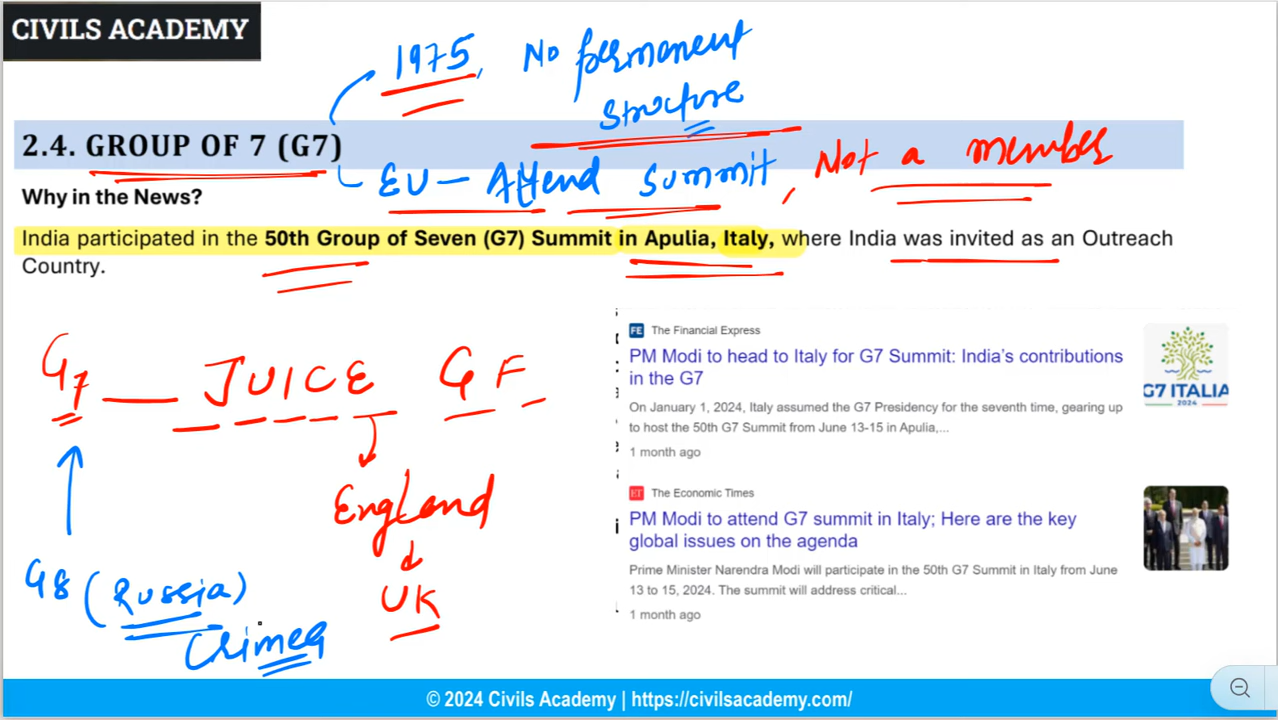 CIVILS ACADEMY
1975, No permanent
structure
2.4. GROUP OF 7 (G7)
EU - Attend Summit, Not a member
Why in the News?
India participated in the 50th Group of Seven (G7) Summit in Apulia, Italy, where India was invited as an Outreach
Country.
G7 — JUICE GF
England
UK
G8 (Russia)
Crimea
FE The Financial Express
PM Modi to head to Italy for G7 Summit: India's contributions
in the G7
On January 1, 2024, Italy assumed the G7 Presidency for the seventh time, gearing up
to host the 50th G7 Summit from June 13-15 in Apulia,...
1 month ago
G7 ITALIA
2024
ET The Economic Times
PM Modi to attend G7 summit in Italy; Here are the key
global issues on the agenda
Prime Minister Narendra Modi will participate in the 50th G7 Summit in Italy from June
13 to 15, 2024. The summit will address critical...
1 month ago
© 2024 Civils Academy | https://civilsacademy.com/